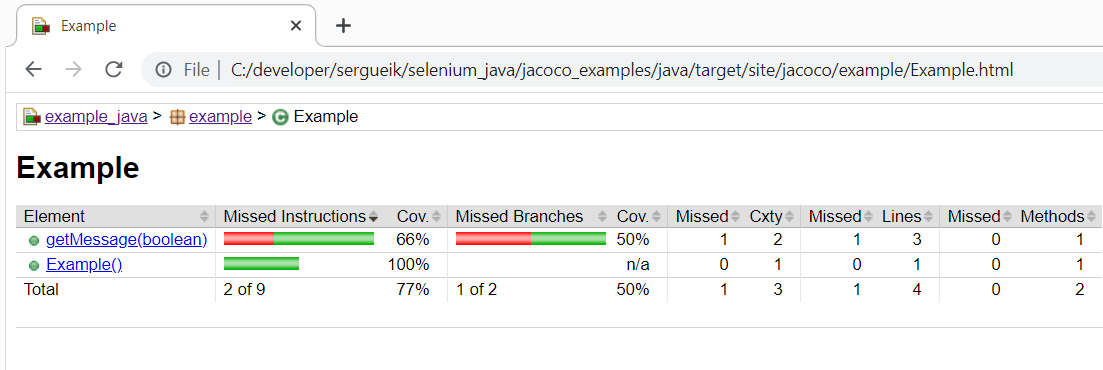 Example
File | C:/developer/sergueik/selenium_java/jacoco_examples/java/target/site/jacoco/example/Example.html
example_java > example > C Example
Example
Element Missed Instructions Cov. Missed Branches Cov. Missed Cxty Missed Lines Missed Methods
getMessage(boolean) 66% 50% 1 2 1 3 0 1
Example() 100% n/a 0 1 0 1 0 1
Total 2 of 9 77% 1 of 2 50% 1 3 1 4 0 2